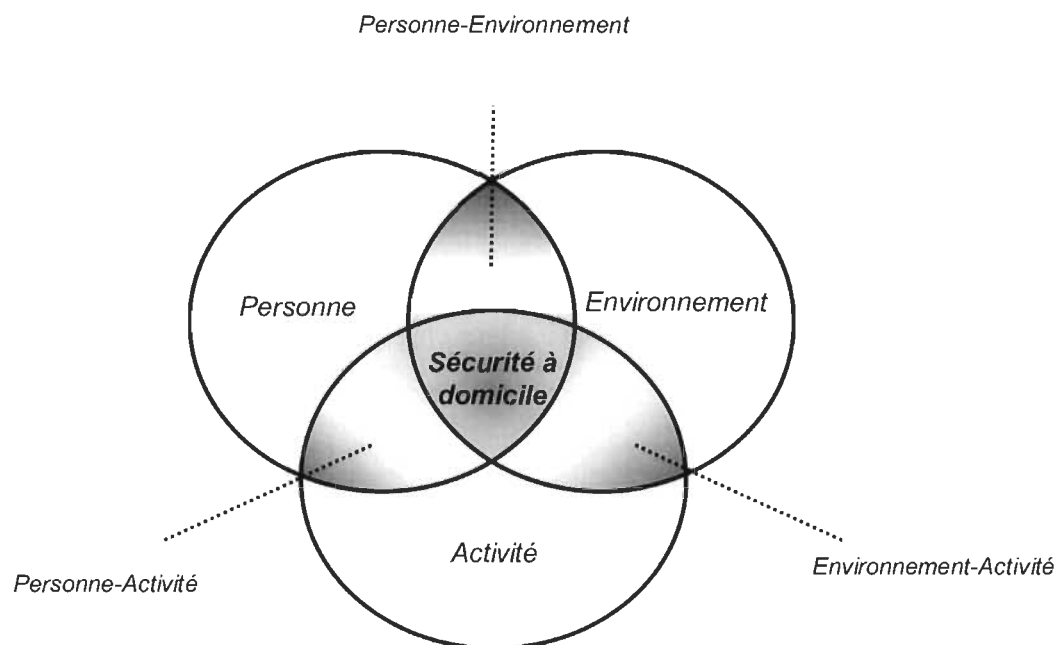 Personne-Environnement
Personne
Environnement
Sécurité à
domicile
Activité
Personne-Activité
Environnement-Activité